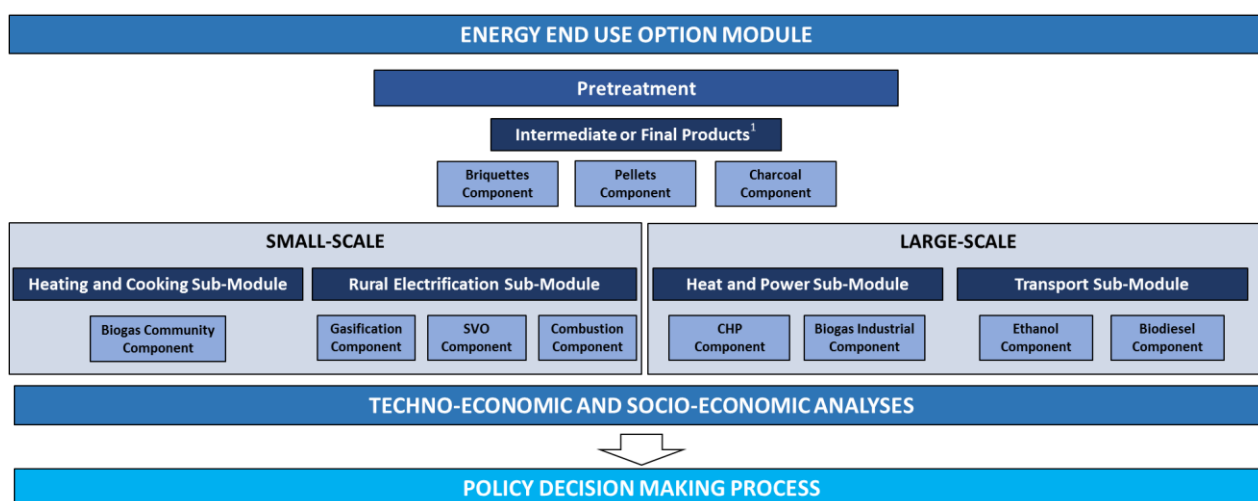 ENERGY END USE OPTION MODULE
Pretreatment
Intermediate or Final Products¹
Briquettes
Component
Pellets
Component
Charcoal
Component
SMALL-SCALE
Heating and Cooking Sub-Module
Rural Electrification Sub-Module
Biogas Community
Component
Gasification
Component
SVO
Component
Combustion
Component
LARGE-SCALE
Heat and Power Sub-Module
Transport Sub-Module
CHP
Component
Biogas Industrial
Component
Ethanol
Component
Biodiesel
Component
TECHNO-ECONOMIC AND SOCIO-ECONOMIC ANALYSES
POLICY DECISION MAKING PROCESS